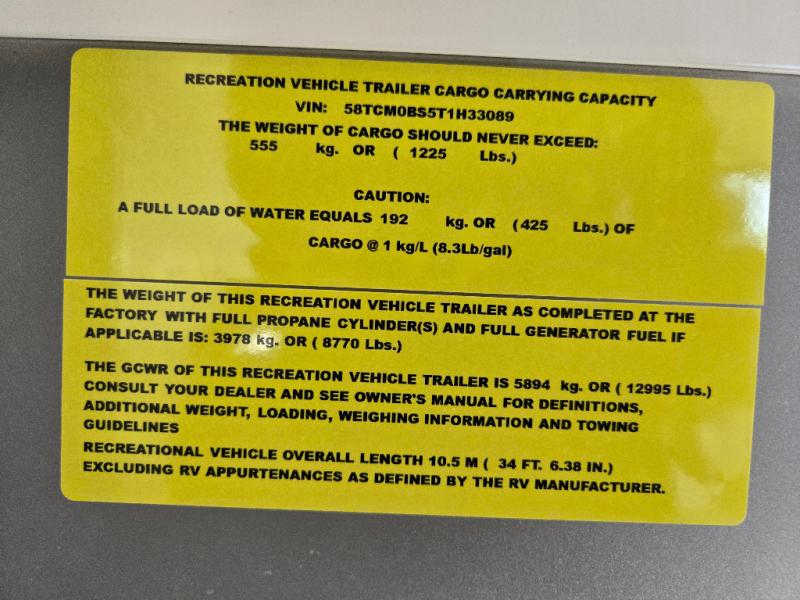 RECREATION VEHICLE TRAILER CARGO CARRYING CAPACITY
VIN: 58TCM0BS5T1H33089
THE WEIGHT OF CARGO SHOULD NEVER EXCEED:
555 kg. OR ( 1225 Lbs.)
CAUTION:
A FULL LOAD OF WATER EQUALS 192 kg. OR (425 Lbs.) OF
CARGO @ 1 kg/L (8.3Lb/gal)
THE WEIGHT OF THIS RECREATION VEHICLE TRAILER AS COMPLETED AT THE
FACTORY WITH FULL PROPANE CYLINDER(S) AND FULL GENERATOR FUEL IF
APPLICABLE IS: 3978 kg. OR ( 8770 Lbs.)
THE GCWR OF THIS RECREATION VEHICLE TRAILER IS 5894 kg. OR ( 12995 Lbs.)
CONSULT YOUR DEALER AND SEE OWNER'S MANUAL FOR DEFINITIONS,
ADDITIONAL WEIGHT, LOADING, WEIGHING INFORMATION AND TOWING
GUIDELINES
RECREATIONAL VEHICLE OVERALL LENGTH 10.5 M ( 34 FT. 6.38 IN.)
EXCLUDING RV APPURTENANCES AS DEFINED BY THE RV MANUFACTURER.